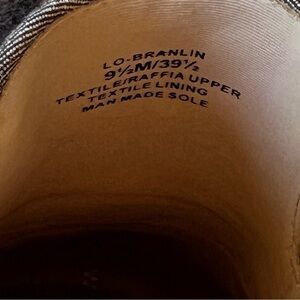 LO-BRANLIN
9½M/39½
TEXTILE/RAFFIA UPPER
TEXTILE LINING
MAN MADE SOLE